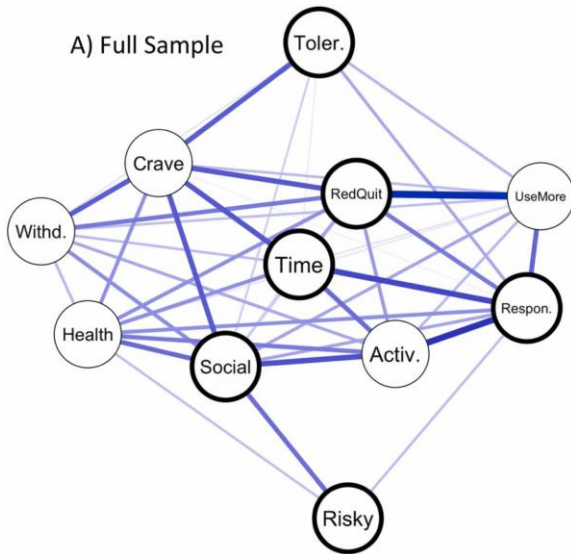 A) Full Sample
Toler.
Crave
RedQuit
UseMore
Withd.
Time
Respon.
Health
Social
Activ.
Risky